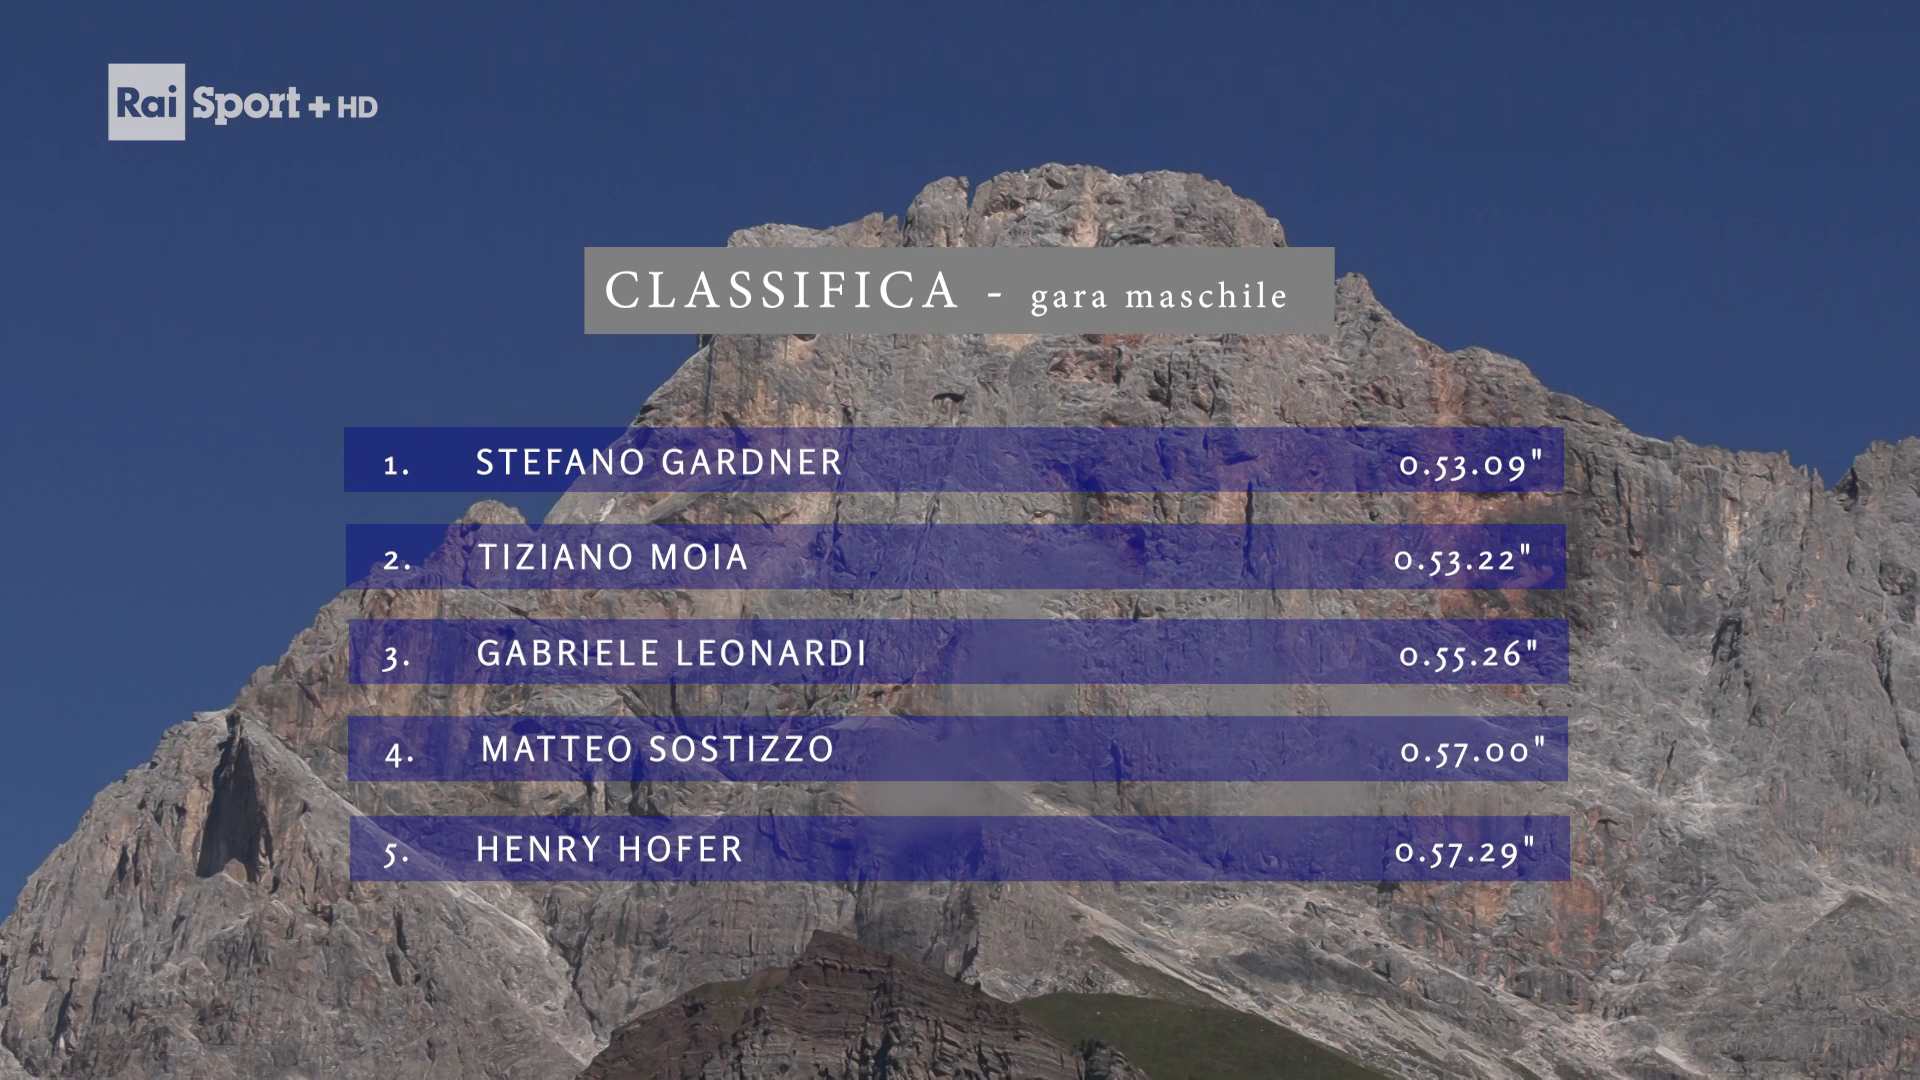 Rai Sport + HD
CLASSIFICA - gara maschile
1. STEFANO GARDNER 0.53.09"
2. TIZIANO MOIA 0.53.22"
3. GABRIELE LEONARDI 0.55.26"
4. MATTEO SOSTIZZO 0.57.00"
5. HENRY HOFER 0.57.29"